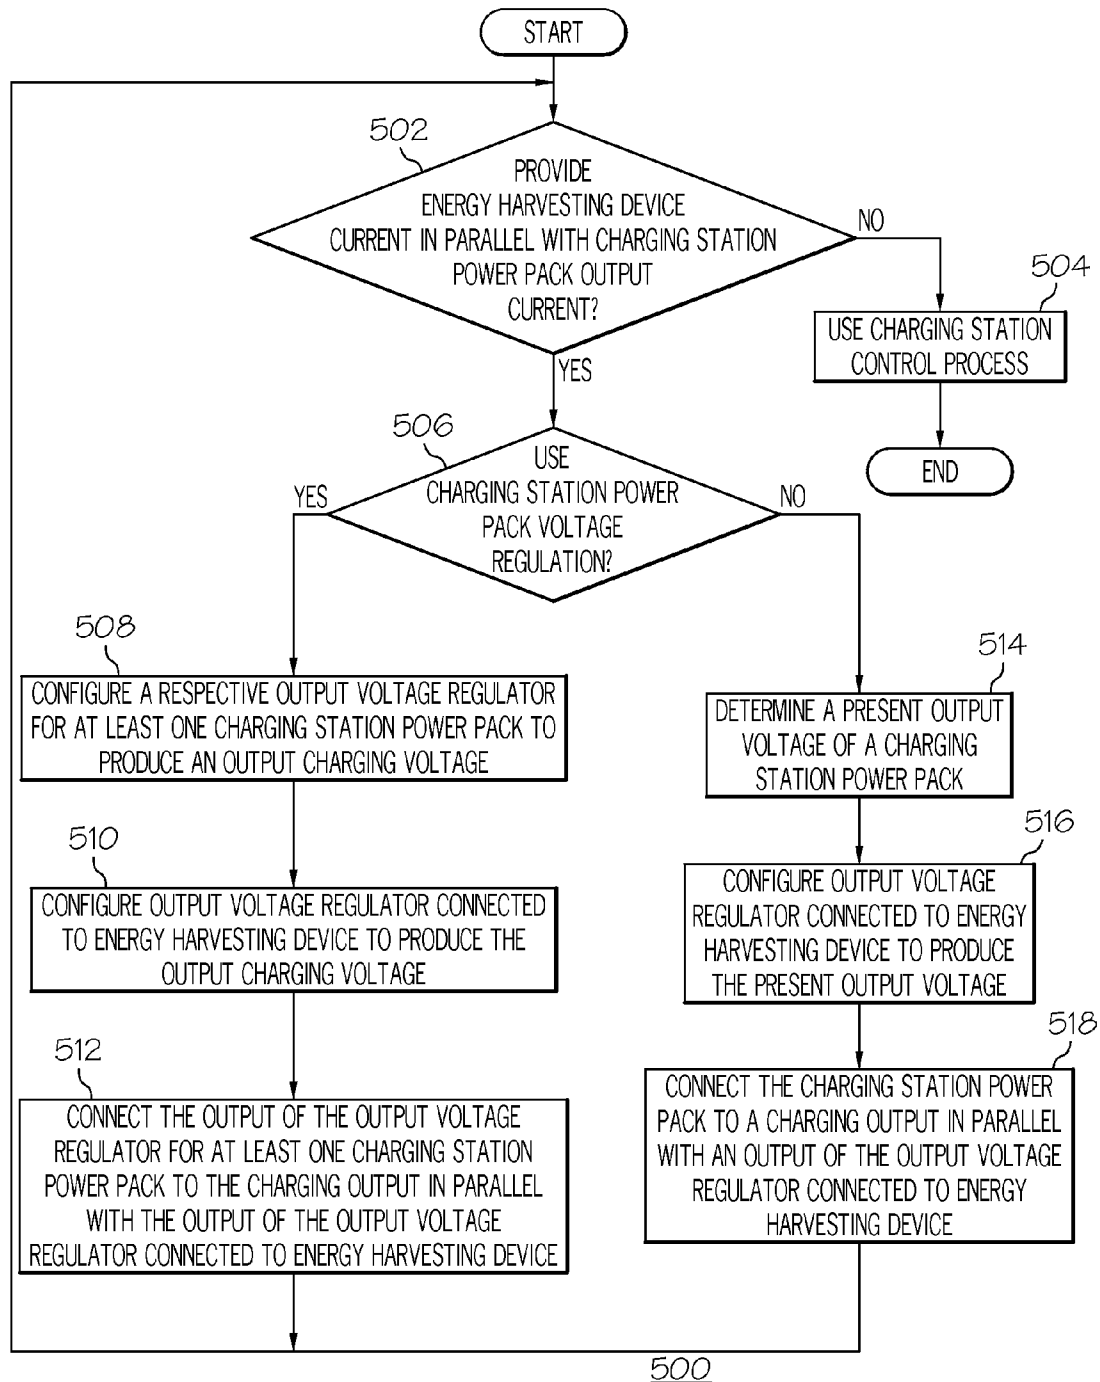 START
502
PROVIDE
ENERGY HARVESTING DEVICE
CURRENT IN PARALLEL WITH CHARGING STATION
POWER PACK OUTPUT
CURRENT?
NO
504
USE CHARGING STATION
CONTROL PROCESS
END
YES
506
USE
CHARGING STATION POWER
PACK VOLTAGE
REGULATION?
YES
NO
508
CONFIGURE A RESPECTIVE OUTPUT VOLTAGE REGULATOR
FOR AT LEAST ONE CHARGING STATION POWER PACK TO
PRODUCE AN OUTPUT CHARGING VOLTAGE
510
CONFIGURE OUTPUT VOLTAGE REGULATOR CONNECTED
TO ENERGY HARVESTING DEVICE TO PRODUCE THE
OUTPUT CHARGING VOLTAGE
512
CONNECT THE OUTPUT OF THE OUTPUT VOLTAGE
REGULATOR FOR AT LEAST ONE CHARGING STATION
POWER PACK TO THE CHARGING OUTPUT IN PARALLEL
WITH THE OUTPUT OF THE OUTPUT VOLTAGE
REGULATOR CONNECTED TO ENERGY HARVESTING DEVICE
514
DETERMINE A PRESENT OUTPUT
VOLTAGE OF A CHARGING
STATION POWER PACK
516
CONFIGURE OUTPUT VOLTAGE
REGULATOR CONNECTED TO ENERGY
HARVESTING DEVICE TO PRODUCE
THE PRESENT OUTPUT VOLTAGE
518
CONNECT THE CHARGING STATION POWER
PACK TO A CHARGING OUTPUT IN PARALLEL
WITH AN OUTPUT OF THE OUTPUT VOLTAGE
REGULATOR CONNECTED TO ENERGY
HARVESTING DEVICE
500